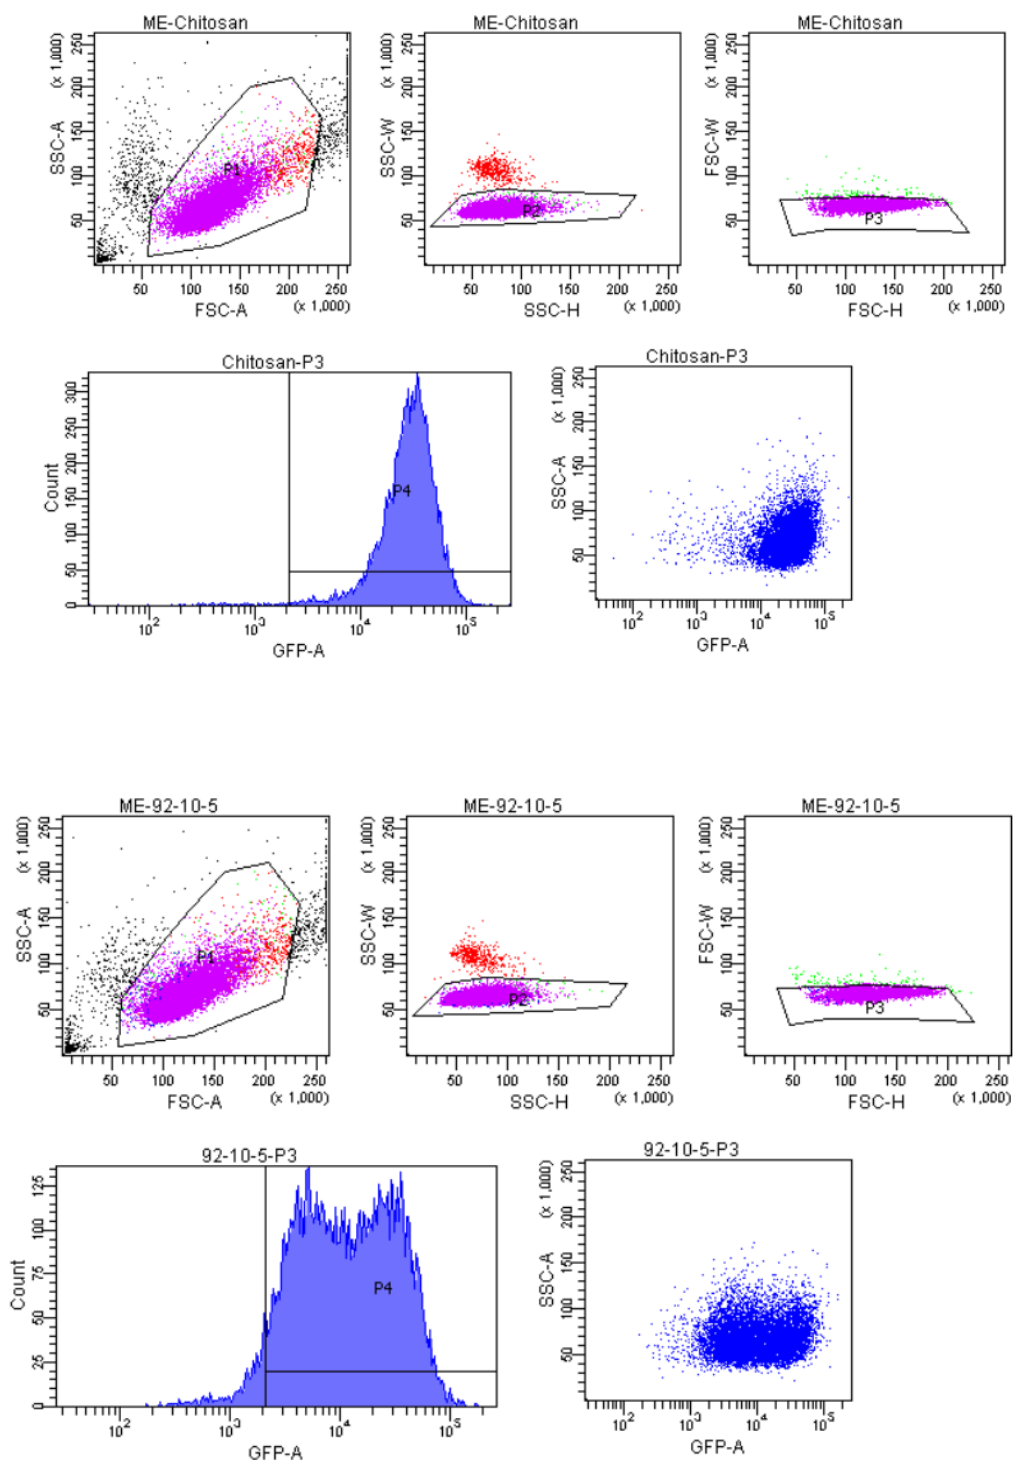 ME-Chitosan ME-Chitosan ME-Chitosan
SSC-A (x 1,000) 50 100 150 200 250
P1
50 100 150 200 250
FSC-A (x 1,000)
SSC-W (x 1,000) 50 100 150 200 250
P2
50 100 150 200 250
SSC-H (x 1,000)
FSC-W (x 1,000) 50 100 150 200 250
P3
50 100 150 200 250
FSC-H (x 1,000)
Chitosan-P3
Count 0 50 100 150 200 250 300
P4
10² 10³ 10⁴ 10⁵
GFP-A
Chitosan-P3
SSC-A (x 1,000) 50 100 150 200 250
10² 10³ 10⁴ 10⁵
GFP-A
ME-92-10-5 ME-92-10-5 ME-92-10-5
SSC-A (x 1,000) 50 100 150 200 250
P1
50 100 150 200 250
FSC-A (x 1,000)
SSC-W (x 1,000) 50 100 150 200 250
P2
50 100 150 200 250
SSC-H (x 1,000)
FSC-W (x 1,000) 50 100 150 200 250
P3
50 100 150 200 250
FSC-H (x 1,000)
92-10-5-P3
Count 0 25 50 75 100 125
P4
10² 10³ 10⁴ 10⁵
GFP-A
92-10-5-P3
SSC-A (x 1,000) 50 100 150 200 250
10² 10³ 10⁴ 10⁵
GFP-A